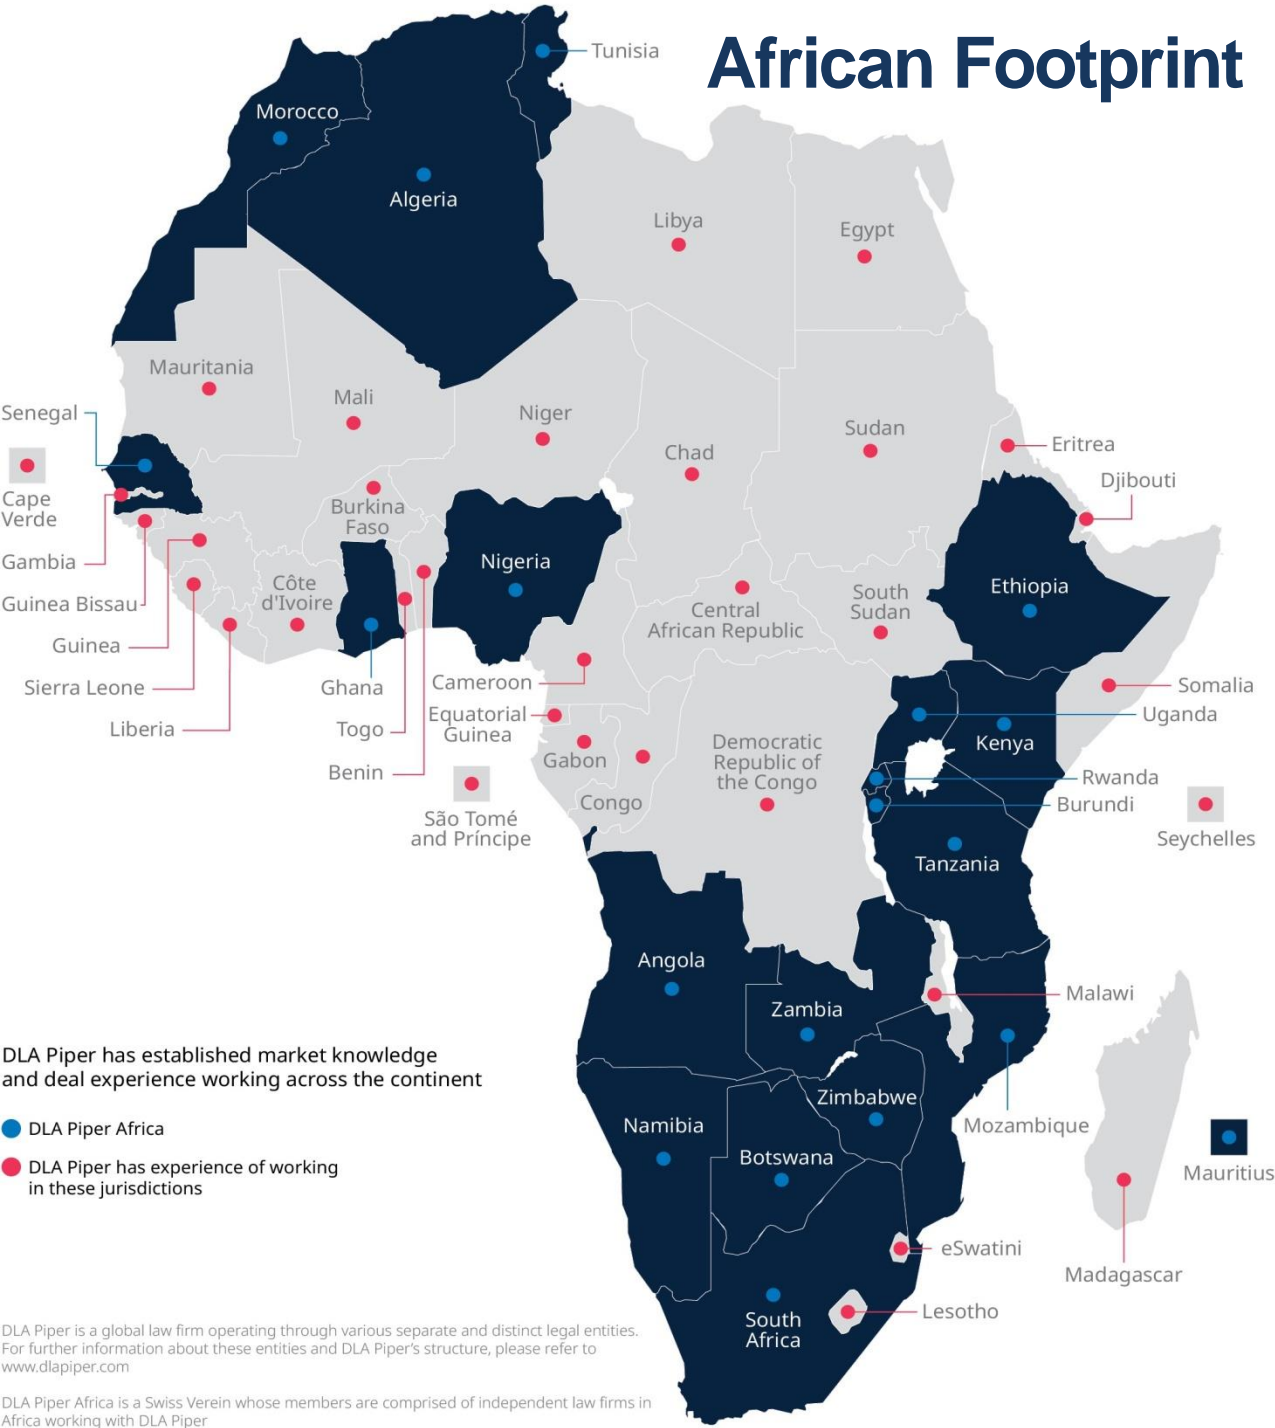 African Footprint
Tunisia
Morocco
Algeria
Libya
Egypt
Mauritania
Mali
Niger
Senegal
Chad
Sudan
Eritrea
Djibouti
Cape
Verde
Burkina
Faso
Gambia
Nigeria
Ethiopia
Côte
d'Ivoire
South
Sudan
Guinea Bissau
Central
African Republic
Guinea
Sierra Leone
Ghana
Cameroon
Somalia
Liberia
Togo
Equatorial
Guinea
Uganda
Kenya
Democratic
Republic of
the Congo
Gabon
Benin
Rwanda
Congo
Burundi
São Tomé
and Príncipe
Seychelles
Tanzania
Angola
Malawi
Zambia
DLA Piper has established market knowledge
and deal experience working across the continent
Zimbabwe
DLA Piper Africa
Namibia
Mozambique
Botswana
DLA Piper has experience of working
in these jurisdictions
Mauritius
eSwatini
Madagascar
Lesotho
South
Africa
DLA Piper is a global law firm operating through various separate and distinct legal entities.
For further information about these entities and DLA Piper's structure, please refer to
www.dlapiper.com
DLA Piper Africa is a Swiss Verein whose members are comprised of independent law firms in
Africa working with DLA Piper